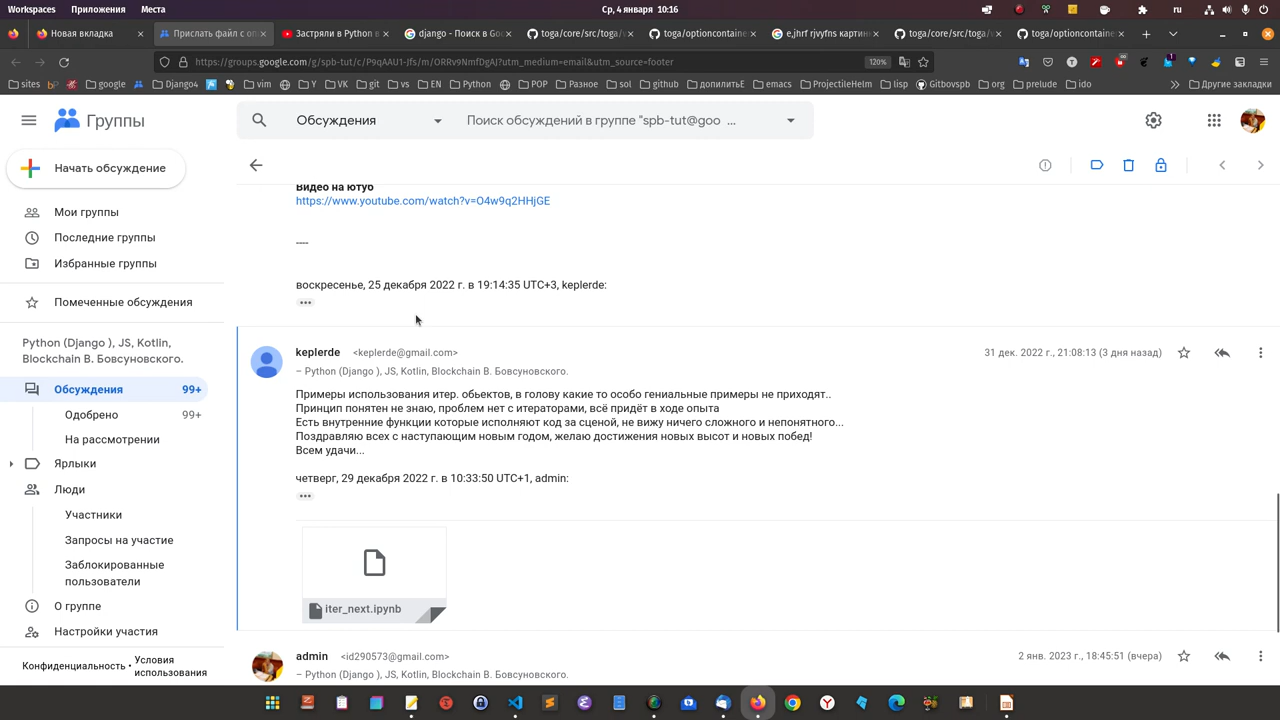 Workspaces Приложения Места Ср, 4 января 10:16 ru
Новая вкладка Прислать файл с оп Застряли в Python в django - Поиск в Go toga/core/src/toga/v toga/optioncontaine e,jhrf rjvyfns картин toga/core/src/toga/v toga/optioncontaine
https://groups.google.com/g/spb-tut/c/P9qAAU1-Jfs/m/ORRv9NmfDgAJ?utm_medium=email&utm_source=footer 120%
sites b google Django4 vim Y VK git vs EN Python POP Разное sol github допилитьЕ emacs ProjectileHelm lisp Gitbovspb org prelude ido Другие закладки
Группы
Обсуждения
Поиск обсуждений в группе "spb-tut@goo ...
Начать обсуждение
Мои группы
Последние группы
Избранные группы
Помеченные обсуждения
Python (Django ), JS, Kotlin,
Blockchain В. Бовсуновского.
Обсуждения 99+
Одобрено 99+
На рассмотрении
Ярлыки
Люди
Участники
Запросы на участие
Заблокированные
пользователи
О группе
Настройки участия
Конфиденциальность • Условия
использования
Видео на ютуб
https://www.youtube.com/watch?v=O4w9q2HHjGE
----
воскресенье, 25 декабря 2022 г. в 19:14:35 UTC+3, keplerde:
keplerde <keplerde@gmail.com> 31 дек. 2022 г., 21:08:13 (3 дня назад)
– Python (Django ), JS, Kotlin, Blockchain В. Бовсуновского.
Примеры использования итер. обьектов, в голову какие то особо гениальные примеры не приходят..
Принцип понятен не знаю, проблем нет с итераторами, всё придёт в ходе опыта
Есть внутренние функции которые исполняют код за сценой, не вижу ничего сложного и непонятного...
Поздравляю всех с наступающим новым годом, желаю достижения новых высот и новых побед!
Всем удачи...
четверг, 29 декабря 2022 г. в 10:33:50 UTC+1, admin:
iter_next.ipynb
admin <id290573@gmail.com> 2 янв. 2023 г., 18:45:51 (вчера)
– Python (Django ), JS, Kotlin, Blockchain В. Бовсуновского.